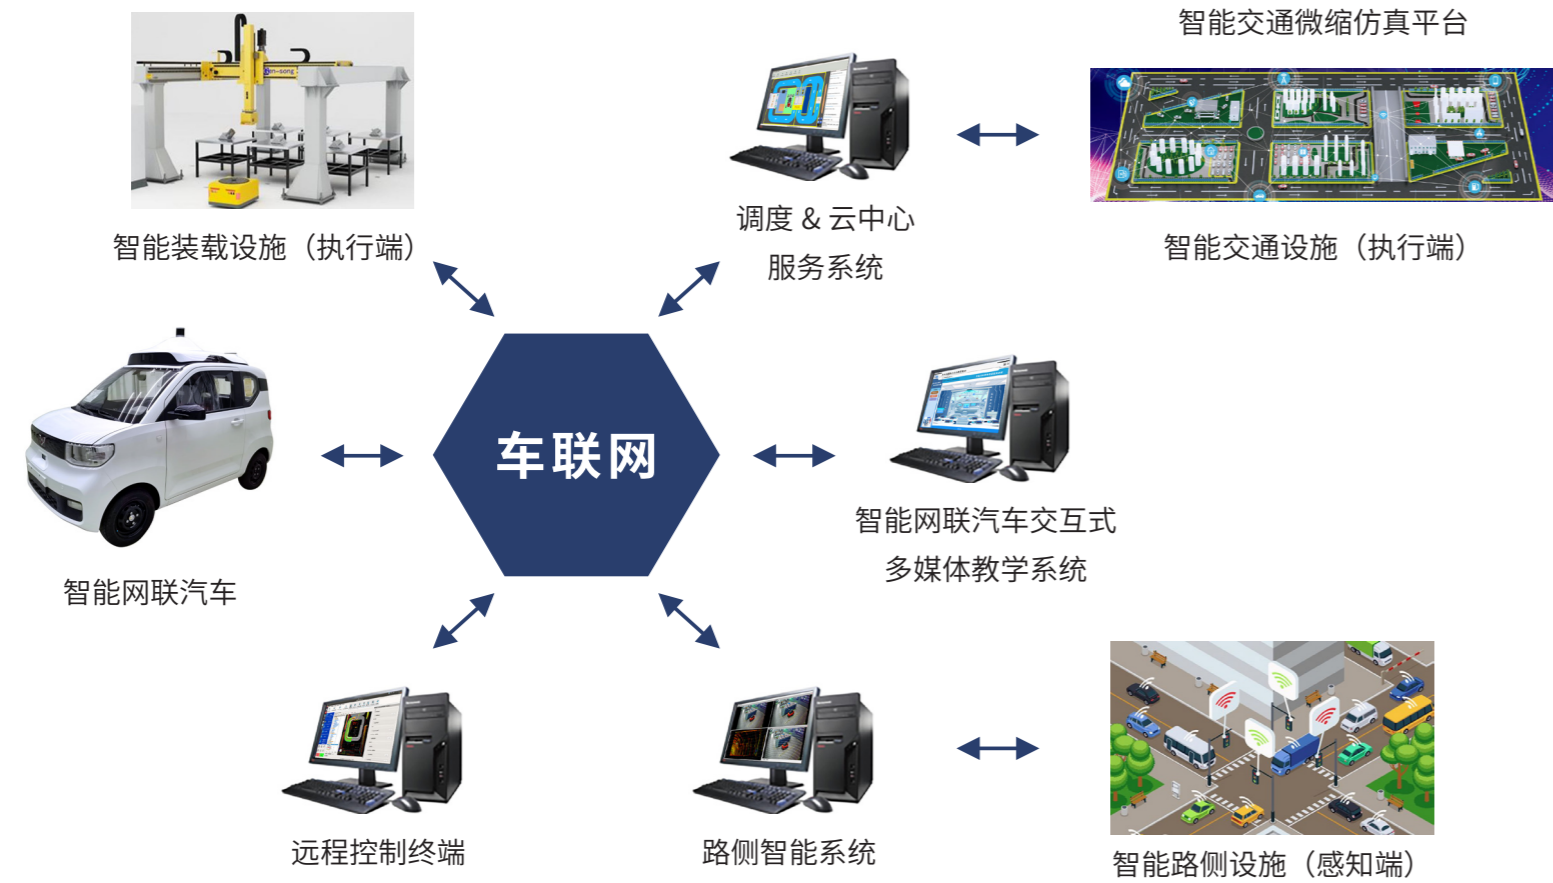 智能交通微缩仿真平台
智能装载设施（执行端）
调度 & 云中心
服务系统
智能交通设施（执行端）
车联网
智能网联汽车
智能网联汽车交互式
多媒体教学系统
远程控制终端
路侧智能系统
智能路侧设施（感知端）